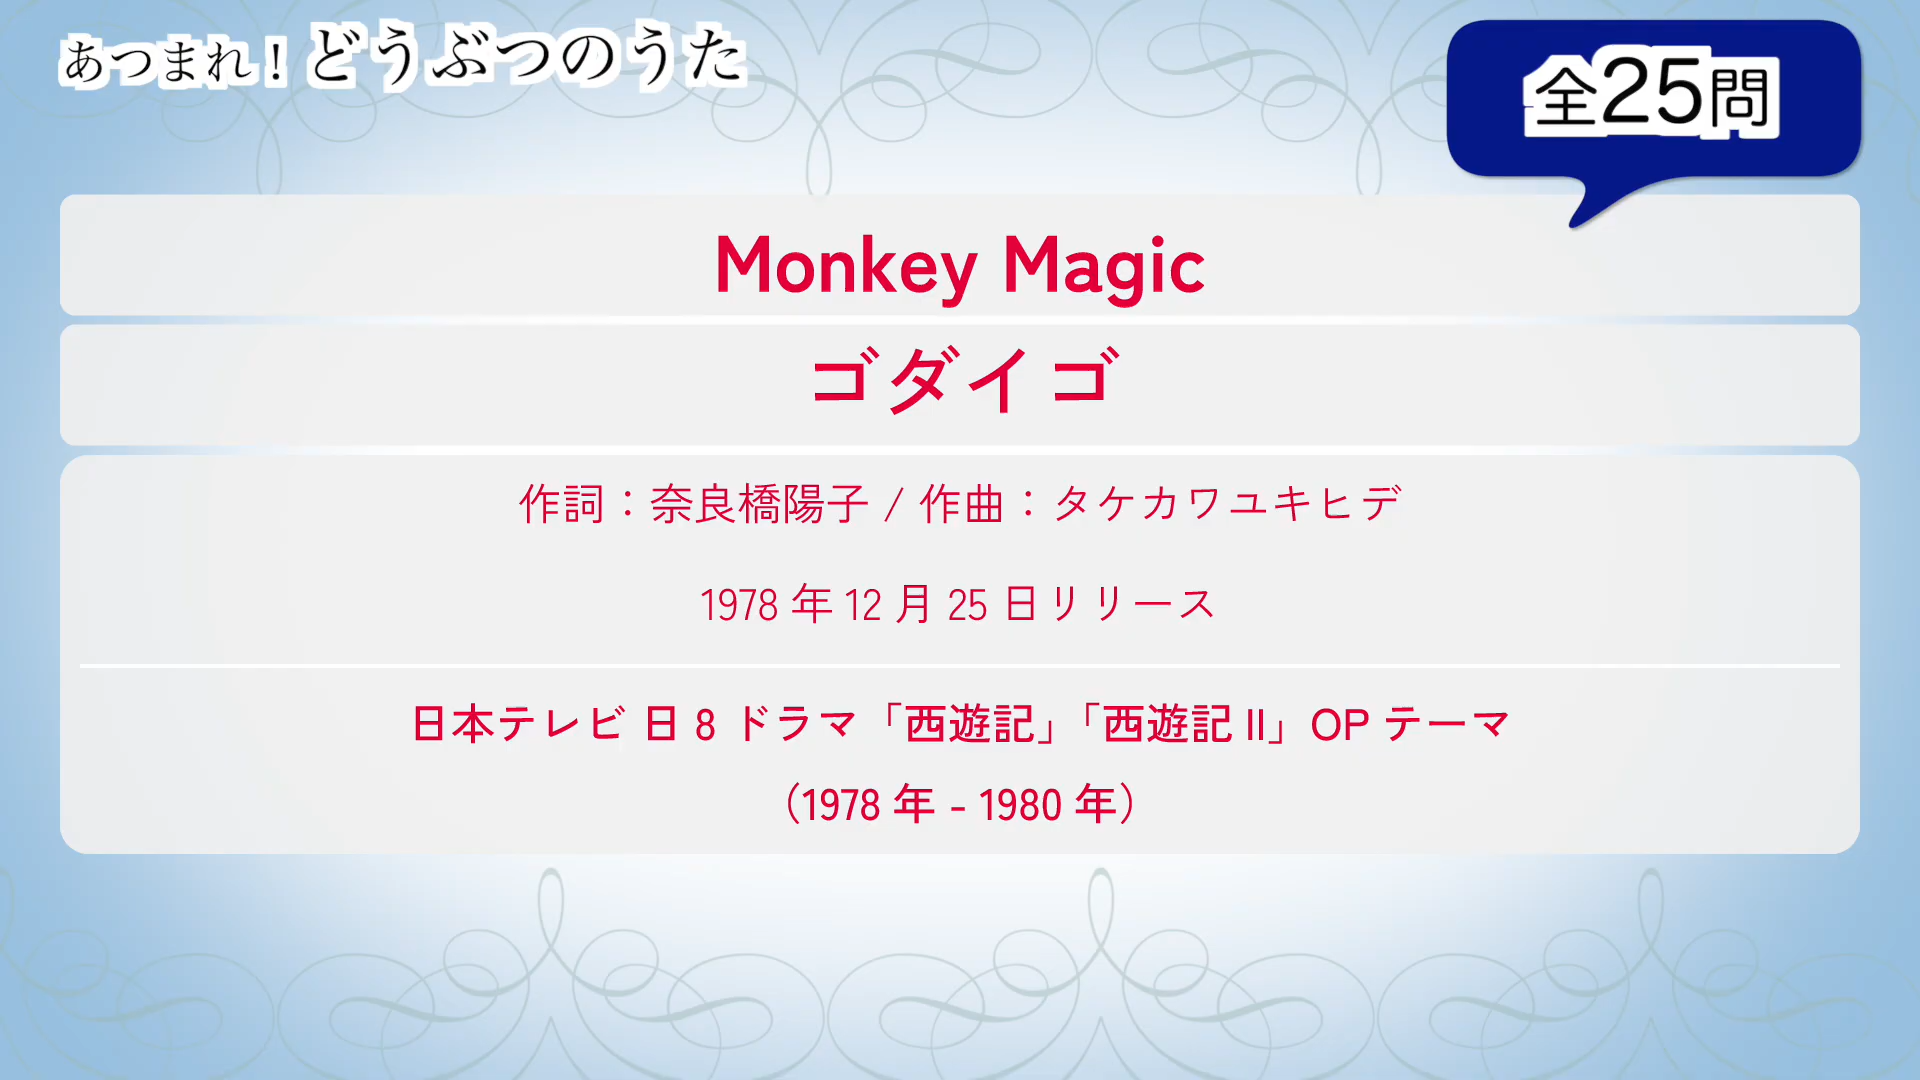 あつまれ！どうぶつのうた
全25問
Monkey Magic
ゴダイゴ
作詞：奈良橋陽子 / 作曲：タケカワユキヒデ
1978年12月25日リリース
日本テレビ 日8 ドラマ「西遊記」「西遊記II」OPテーマ
（1978年 - 1980年）